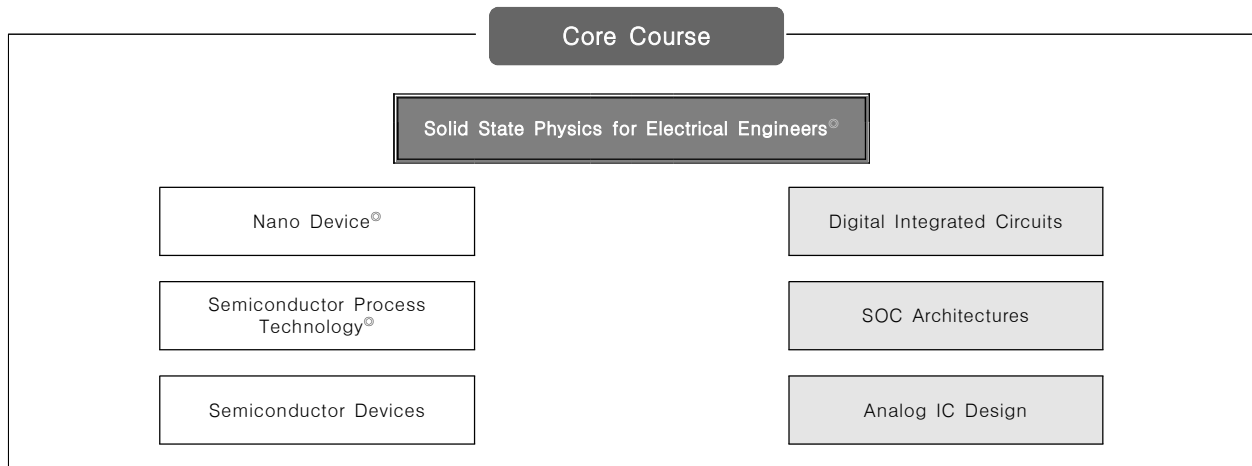 Core Course
Solid State Physics for Electrical Engineers◎
Nano Device◎
Digital Integrated Circuits
Semiconductor Process
Technology◎
SOC Architectures
Semiconductor Devices
Analog IC Design